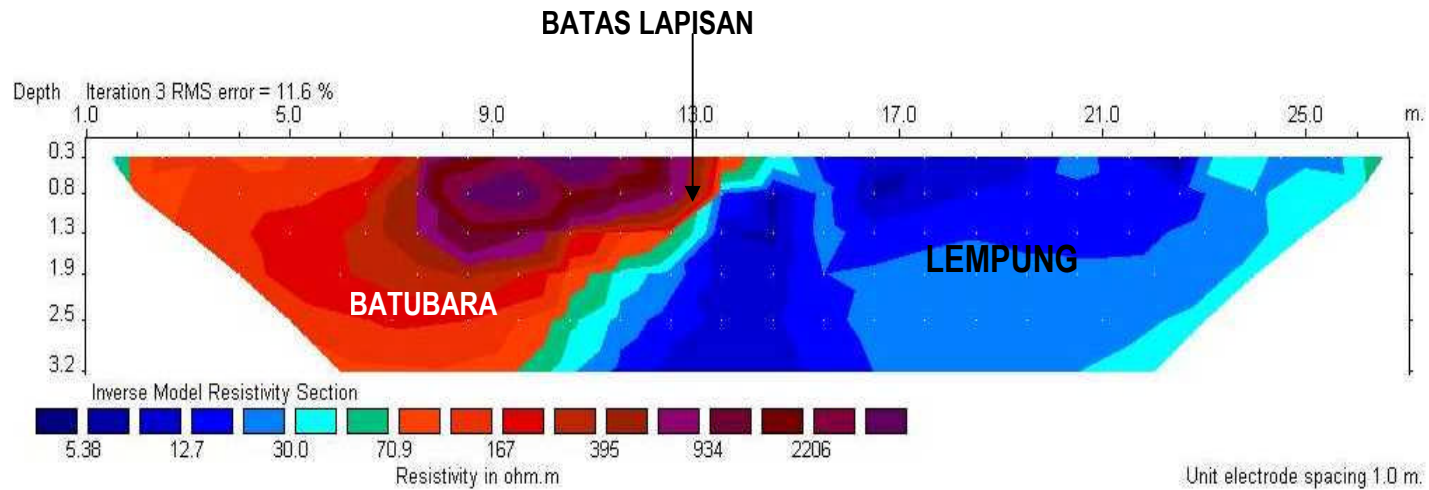 BATAS LAPISAN
Depth Iteration 3 RMS error = 11.6 %
1.0 5.0 9.0 13.0 17.0 21.0 25.0 m.
0.3
0.8
1.3
1.9
LEMPUNG
BATUBARA
2.5
3.2
Inverse Model Resistivity Section
5.38 12.7 30.0 70.9 167 395 934 2206
Resistivity in ohm.m
Unit electrode spacing 1.0 m.